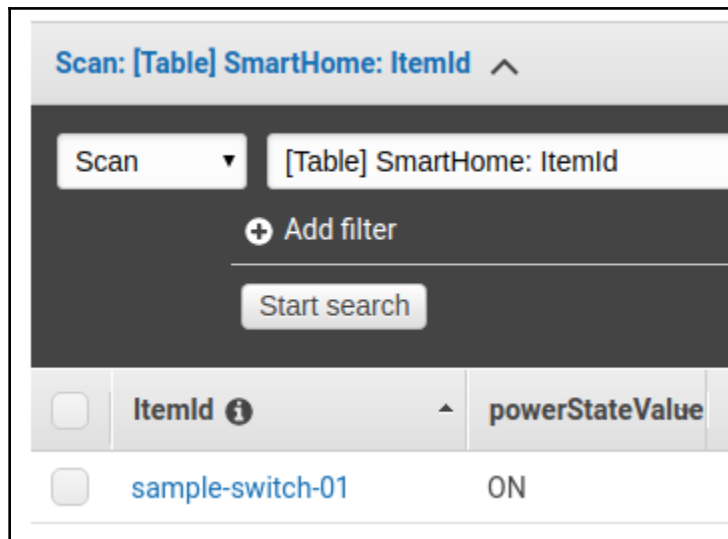 Scan: [Table] SmartHome: ItemId
Scan [Table] SmartHome: ItemId
Add filter
Start search
ItemId powerStateValue
sample-switch-01 ON